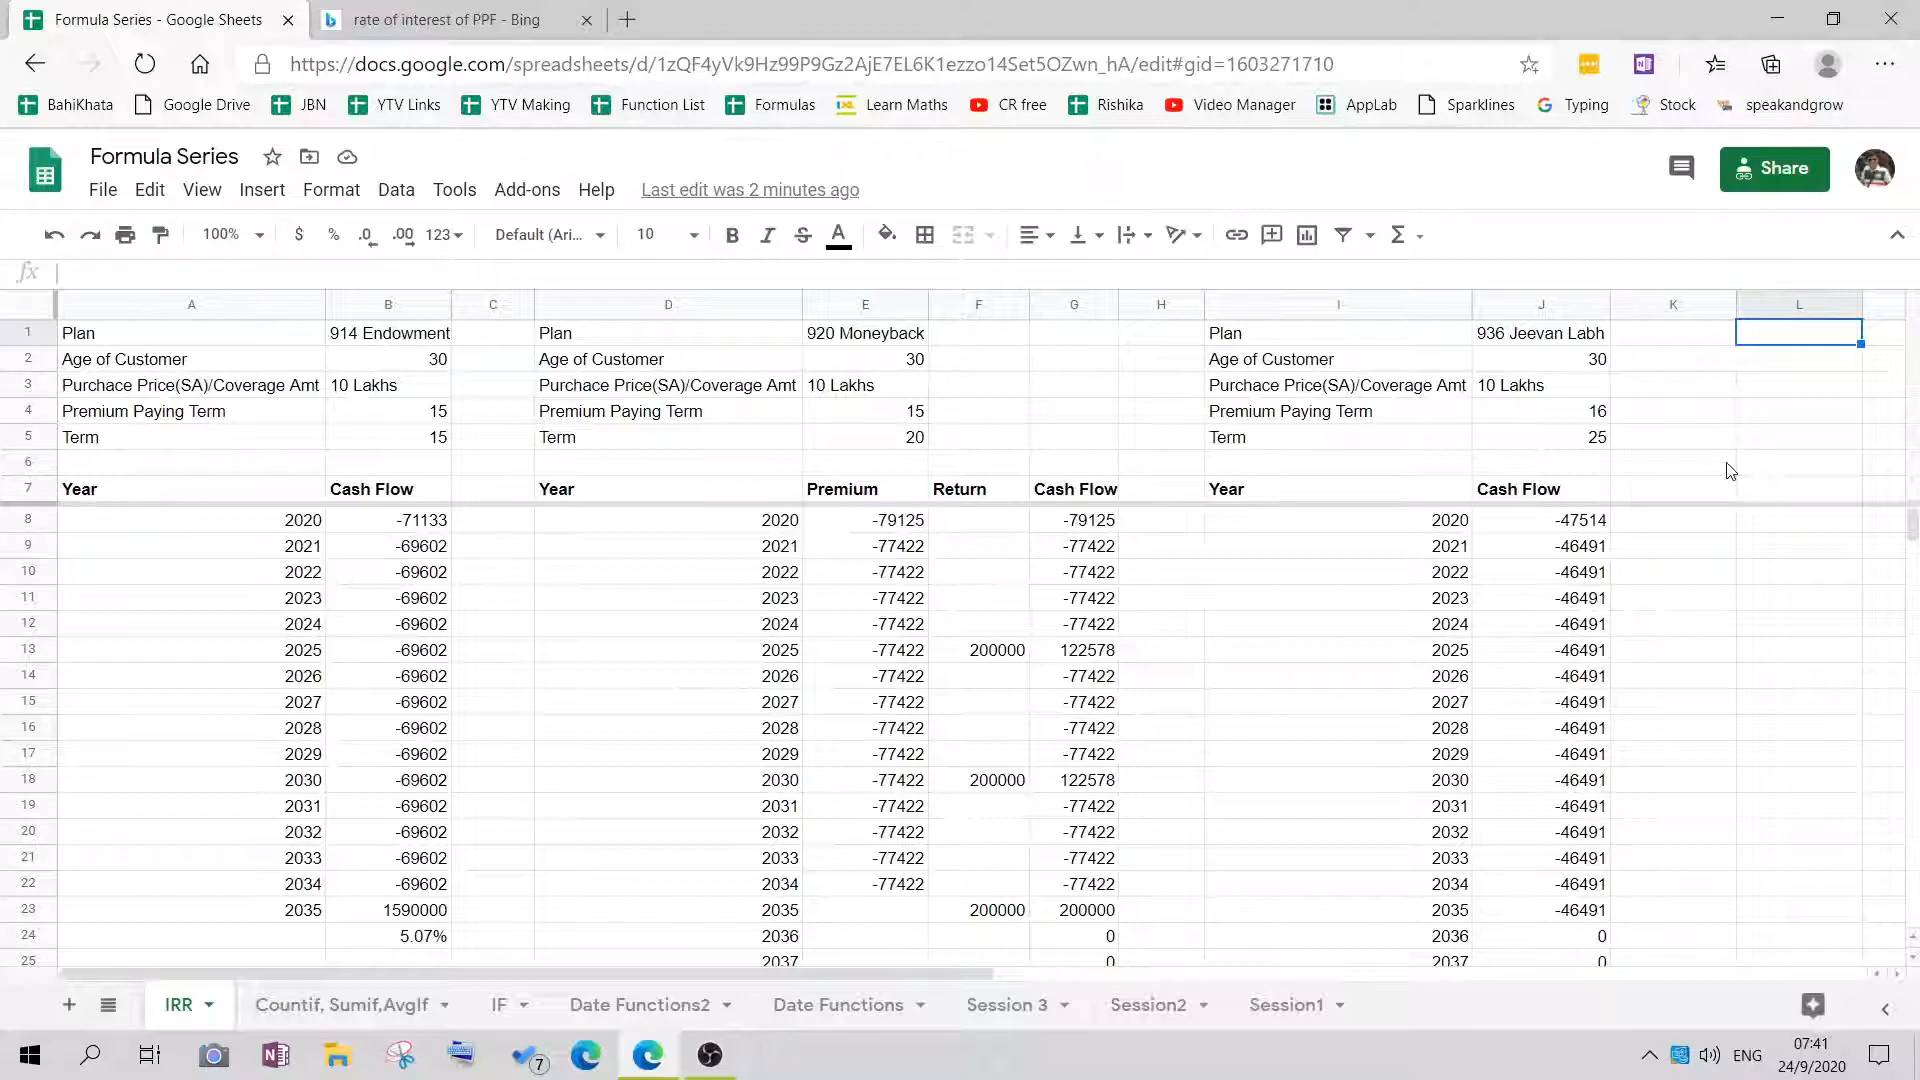 Formula Series - Google Sheets
rate of interest of PPF - Bing
https://docs.google.com/spreadsheets/d/1zQF4yVk9Hz99P9Gz2AjE7EL6K1ezzo14Set5OZwn_hA/edit#gid=1603271710
BahiKhata Google Drive JBN YTV Links YTV Making Function List Formulas Learn Maths CR free Rishika Video Manager AppLab Sparklines Typing Stock speakandgrow
Formula Series
Share
File Edit View Insert Format Data Tools Add-ons Help Last edit was 2 minutes ago
100% $ % .0 .00 123 Default (Ari... 10 B I S A Σ
fx
A B C D E F G H I J K L
1 Plan 914 Endowment Plan 920 Moneyback Plan 936 Jeevan Labh
2 Age of Customer 30 Age of Customer 30 Age of Customer 30
3 Purchace Price(SA)/Coverage Amt 10 Lakhs Purchace Price(SA)/Coverage Amt 10 Lakhs Purchace Price(SA)/Coverage Amt 10 Lakhs
4 Premium Paying Term 15 Premium Paying Term 15 Premium Paying Term 16
5 Term 15 Term 20 Term 25
6
7 Year Cash Flow Year Premium Return Cash Flow Year Cash Flow
8 2020 -71133 2020 -79125 -79125 2020 -47514
9 2021 -69602 2021 -77422 -77422 2021 -46491
10 2022 -69602 2022 -77422 -77422 2022 -46491
11 2023 -69602 2023 -77422 -77422 2023 -46491
12 2024 -69602 2024 -77422 -77422 2024 -46491
13 2025 -69602 2025 -77422 200000 122578 2025 -46491
14 2026 -69602 2026 -77422 -77422 2026 -46491
15 2027 -69602 2027 -77422 -77422 2027 -46491
16 2028 -69602 2028 -77422 -77422 2028 -46491
17 2029 -69602 2029 -77422 -77422 2029 -46491
18 2030 -69602 2030 -77422 200000 122578 2030 -46491
19 2031 -69602 2031 -77422 -77422 2031 -46491
20 2032 -69602 2032 -77422 -77422 2032 -46491
21 2033 -69602 2033 -77422 -77422 2033 -46491
22 2034 -69602 2034 -77422 -77422 2034 -46491
23 2035 1590000 2035 200000 200000 2035 -46491
24 5.07% 2036 0 2036 0
25 2037 0 2037 0
IRR Countif, Sumif,AvgIf IF Date Functions2 Date Functions Session 3 Session2 Session1
7
ENG
07:41
24/9/2020